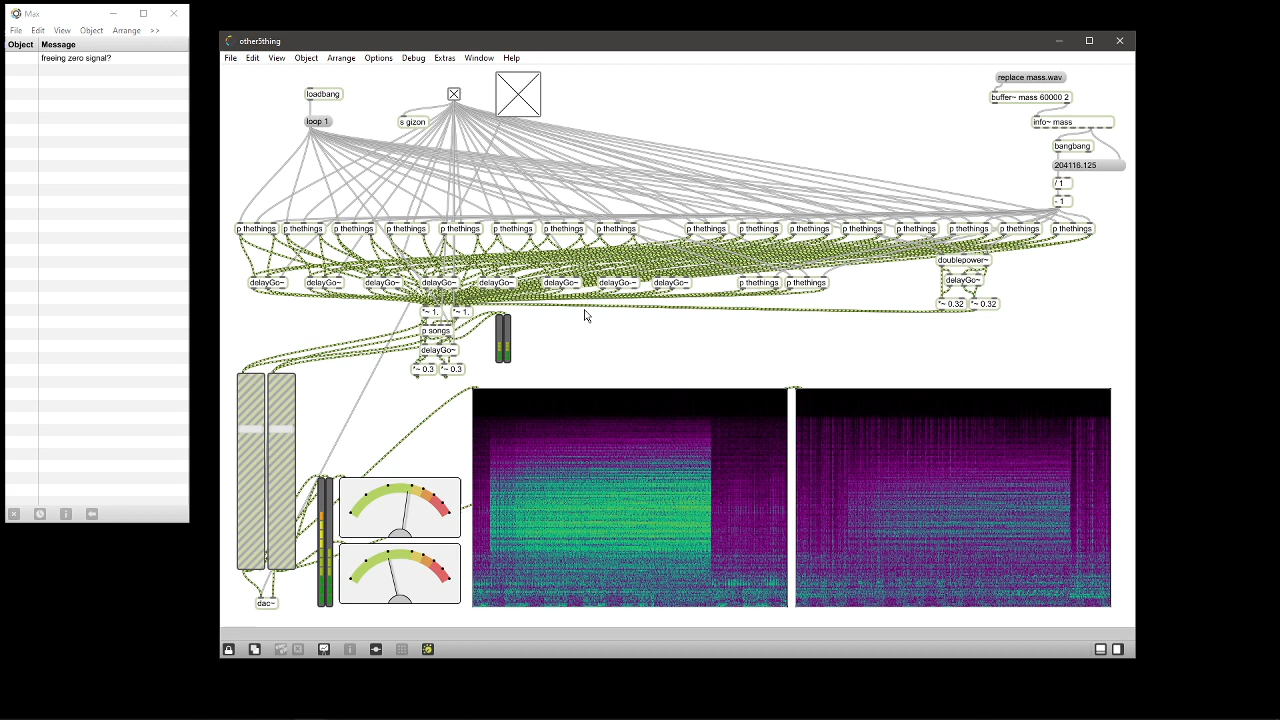 Max
File Edit View Object Arrange >>
Object Message
freeing zero signal?
other5thing
File Edit View Object Arrange Options Debug Extras Window Help
replace mass.wav
loadbang
buffer~ mass 60000 2
loop 1
s gizon
info~ mass
bangbang
204116.125
/ 1
- 1
p thethings p thethings p thethings p thethings p thethings p thethings p thethings p thethings p thethings p thethings p thethings p thethings p thethings p thethings p thethings p thethings
doublepower~
delayGo~ delayGo~ delayGo~ delayGo~ delayGo~ delayGo~ delayGo~ delayGo~ p thethings p thethings delayGo~
*~ 0.32 *~ 0.32
*~ 1. *~ 1.
p songs
delayGo~
*~ 0.3 *~ 0.3
dac~